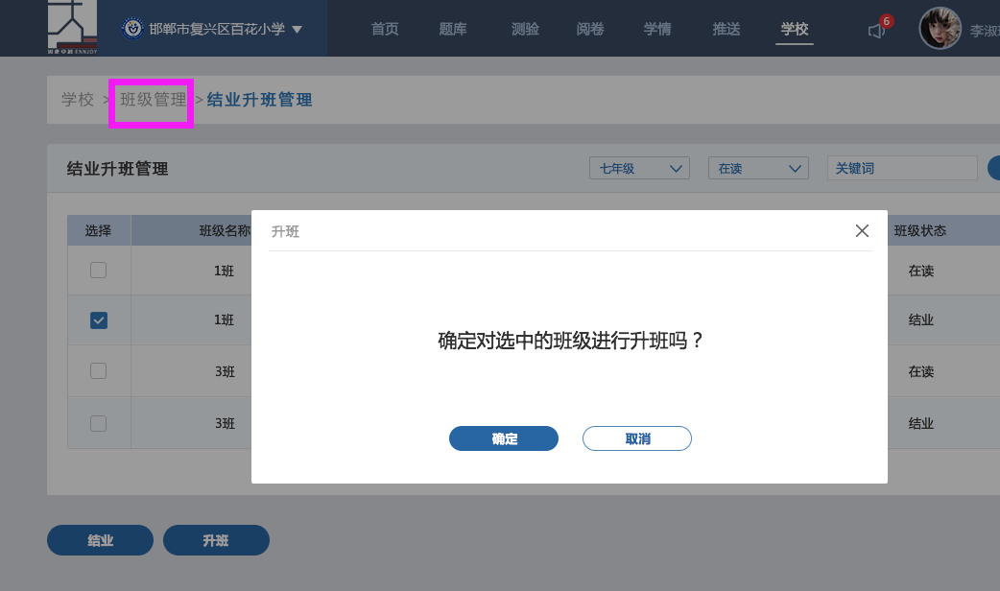 邯郸市复兴区百花小学 首页 题库 测验 阅卷 学情 推送 学校 6
学校 > 班级管理 > 结业升班管理
结业升班管理 七年级 在读 关键词
选择 班级名称 班级状态
升班
1班 在读
1班 结业
确定对选中的班级进行升班吗？
3班 在读
3班 结业
确定 取消
结业 升班